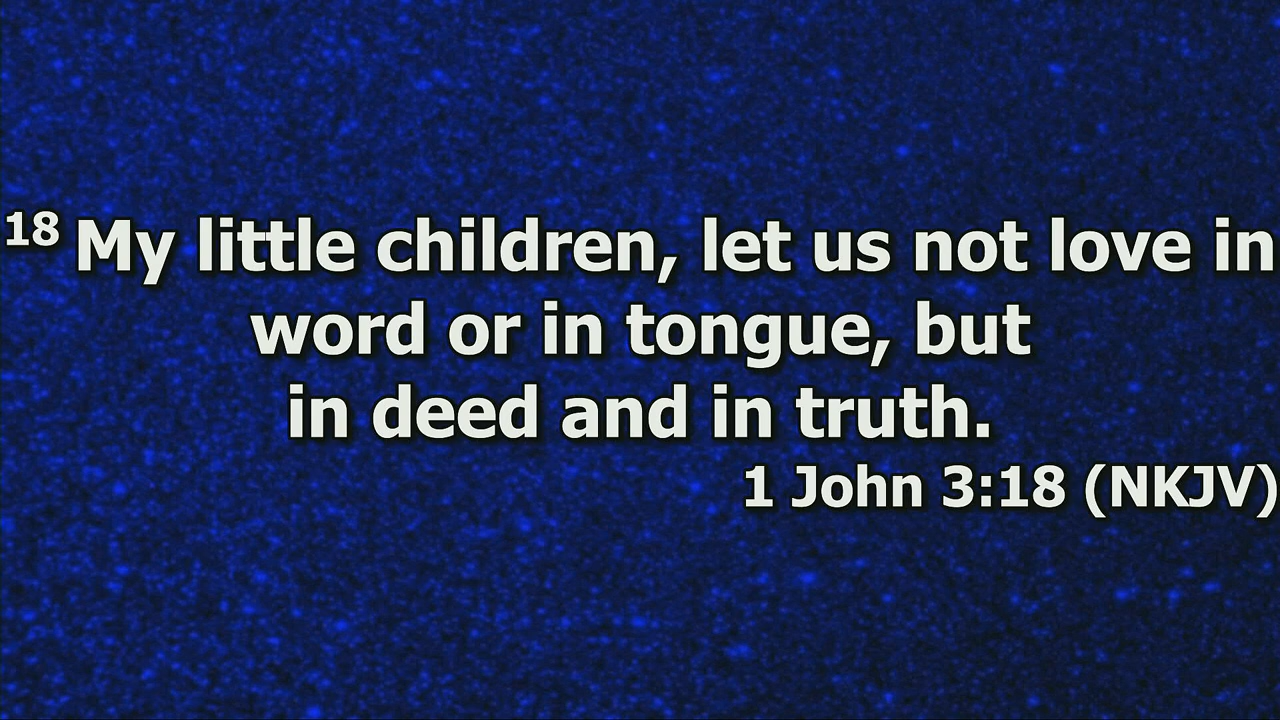 18 My little children, let us not love in
word or in tongue, but
in deed and in truth.
1 John 3:18 (NKJV)